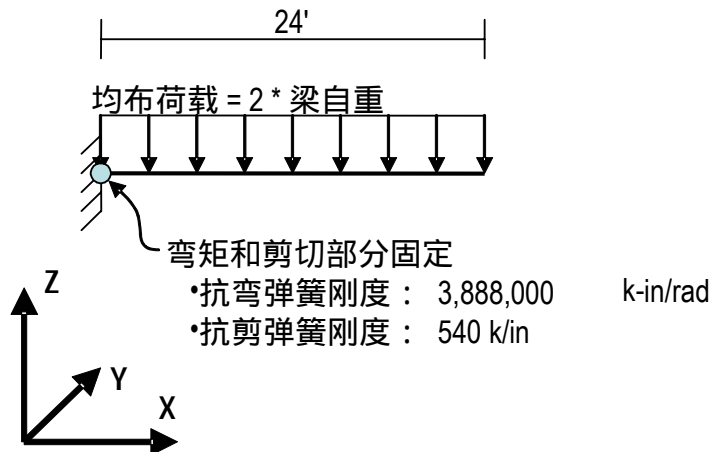 24'
均布荷载 = 2 * 梁自重
弯矩和剪切部分固定
•抗弯弹簧刚度： 3,888,000 k-in/rad
•抗剪弹簧刚度： 540 k/in
Z
Y
X